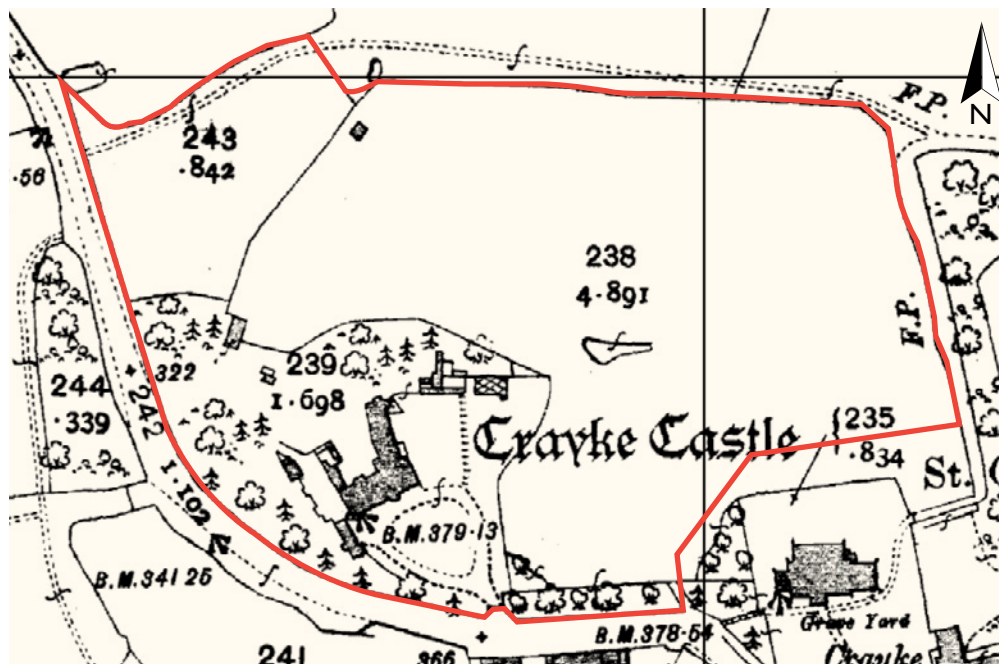 F.P.
N
243
.842
.56
238
4.891
F.P.
239
1.698
322
244
.339
242
1.102
Crayke Castle
235
.834
St.
B.M.379.13
B.M.341 25
B.M.378.54
Grave Yard
Crayke
241
366